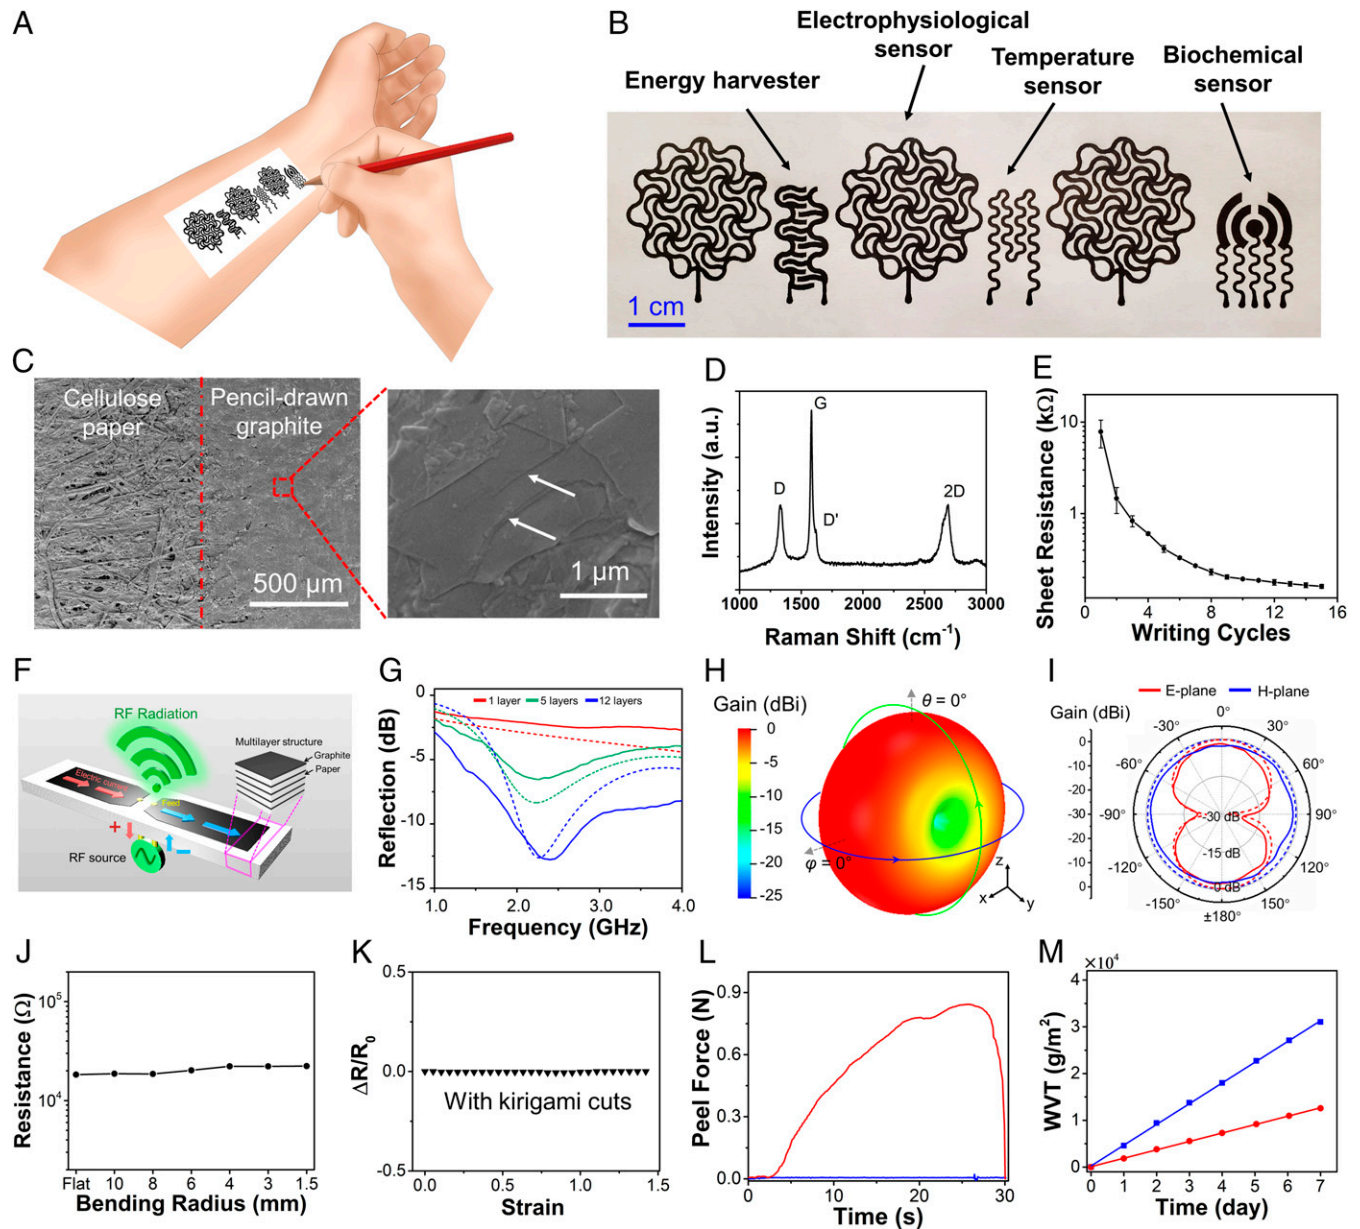 A
B
Electrophysiological
sensor
Energy harvester
Temperature
sensor
Biochemical
sensor
1 cm
C
Cellulose
paper
Pencil-drawn
graphite
500 µm
1 µm
D
G
D
D'
2D
Intensity (a.u.)
1000 1500 2000 2500 3000
Raman Shift (cm⁻¹)
E
Sheet Resistance (kΩ)
10
1
0 4 8 12 16
Writing Cycles
F
RF Radiation
Multilayer structure
Graphite
Paper
Electric current
Feed
+
−
RF source
G
1 layer 5 layers 12 layers
Reflection (dB)
0
-5
-10
-15
1.0 2.0 3.0 4.0
Frequency (GHz)
H
Gain (dBi)
0
-5
-10
-15
-20
-25
θ = 0°
φ = 0°
z
x
y
I
E-plane H-plane
Gain (dBi)
0
-10
-20
-30
-30
-20
-10
0
0°
-30° 30°
-60° 60°
-90° 90°
-120° 120°
-150° 150°
±180°
-30 dB
-15 dB
0 dB
J
Resistance (Ω)
10⁵
10⁴
Flat 10 8 6 4 3 1.5
Bending Radius (mm)
K
ΔR/R₀
0.5
0.0
-0.5
With kirigami cuts
0.0 0.5 1.0 1.5
Strain
L
Peel Force (N)
0.9
0.6
0.3
0.0
0 10 20 30
Time (s)
M
×10⁴
WVT (g/m²)
4
3
2
1
0
0 1 2 3 4 5 6 7
Time (day)